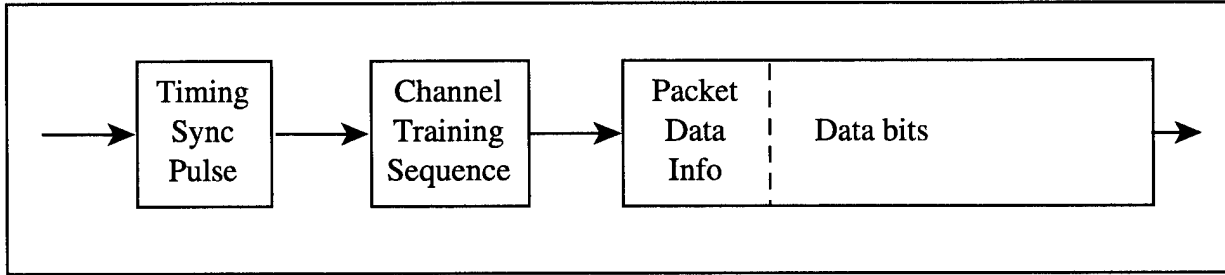 Timing
Sync
Pulse
Channel
Training
Sequence
Packet
Data
Info
Data bits